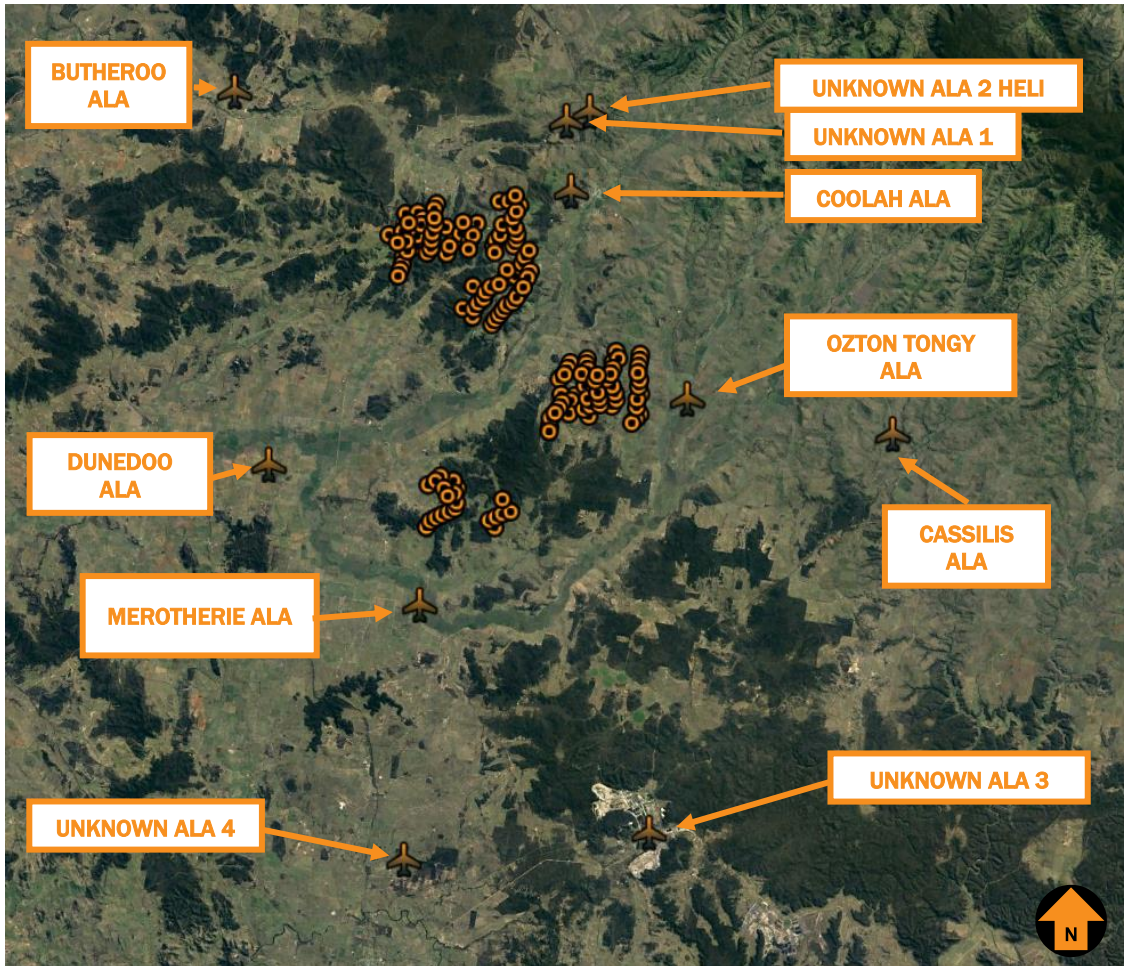 BUTHEROO
ALA
UNKNOWN ALA 2 HELI
UNKNOWN ALA 1
COOLAH ALA
OZTON TONGY
ALA
DUNEDOO
ALA
CASSILIS
ALA
MEROTHERIE ALA
UNKNOWN ALA 3
UNKNOWN ALA 4
N